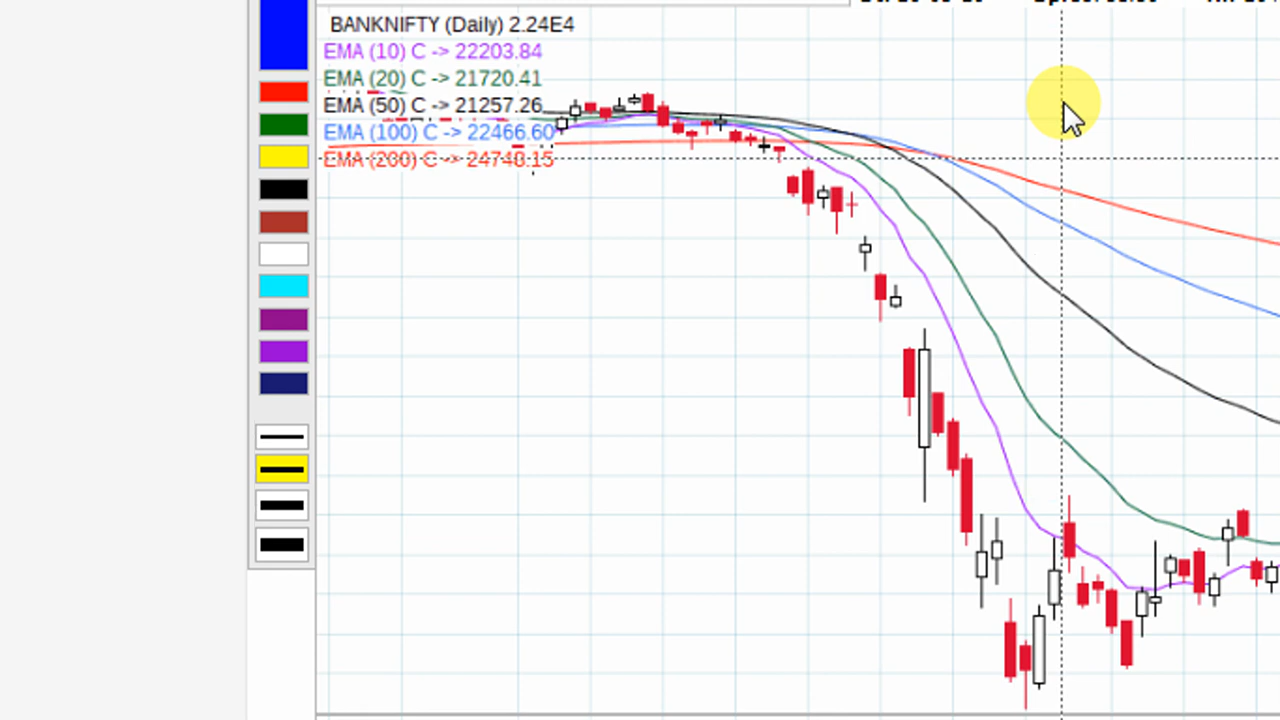 BANKNIFTY (Daily) 2.24E4
EMA (10) C -> 22203.84
EMA (20) C -> 21720.41
EMA (50) C -> 21257.26
EMA (100) C -> 22466.60
EMA (200) C -> 24748.15